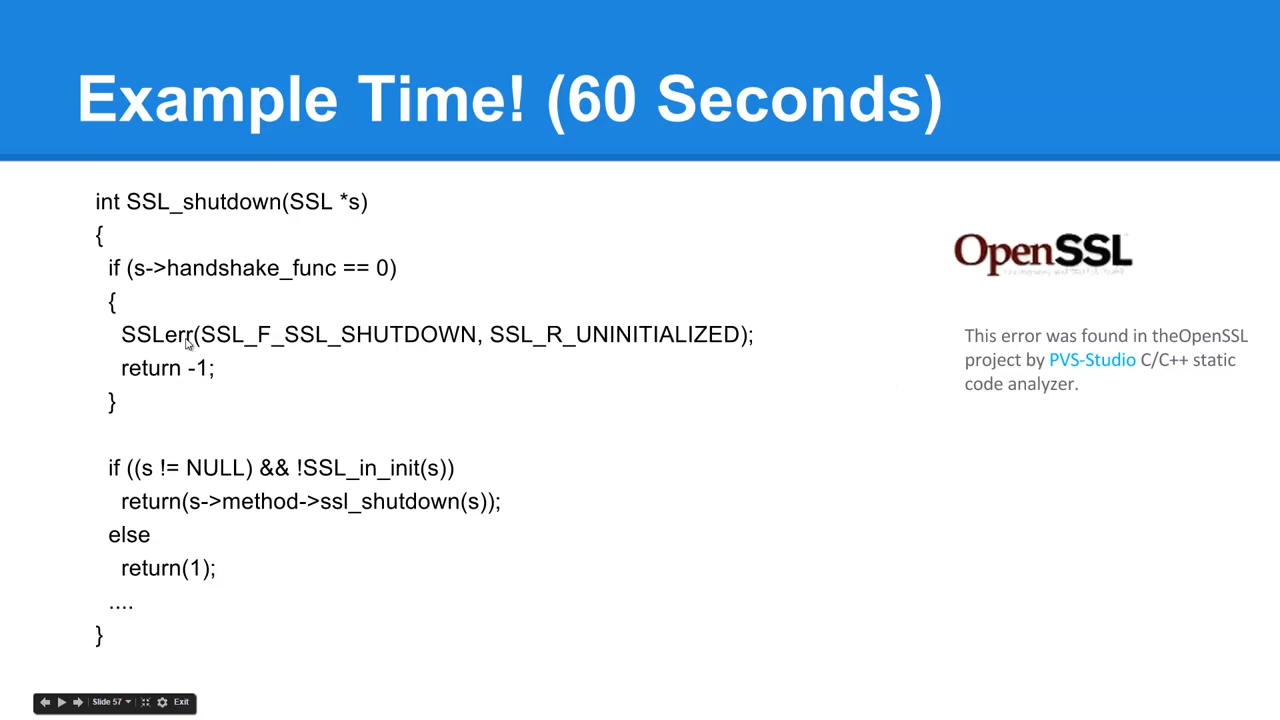 Example Time! (60 Seconds)
int SSL_shutdown(SSL *s)
{
if (s->handshake_func == 0)
{
SSLerr(SSL_F_SSL_SHUTDOWN, SSL_R_UNINITIALIZED);
return -1;
}
if ((s != NULL) && !SSL_in_init(s))
return(s->method->ssl_shutdown(s));
else
return(1);
....
}
OpenSSL
This error was found in theOpenSSL
project by PVS-Studio C/C++ static
code analyzer.
Slide 57
Exit